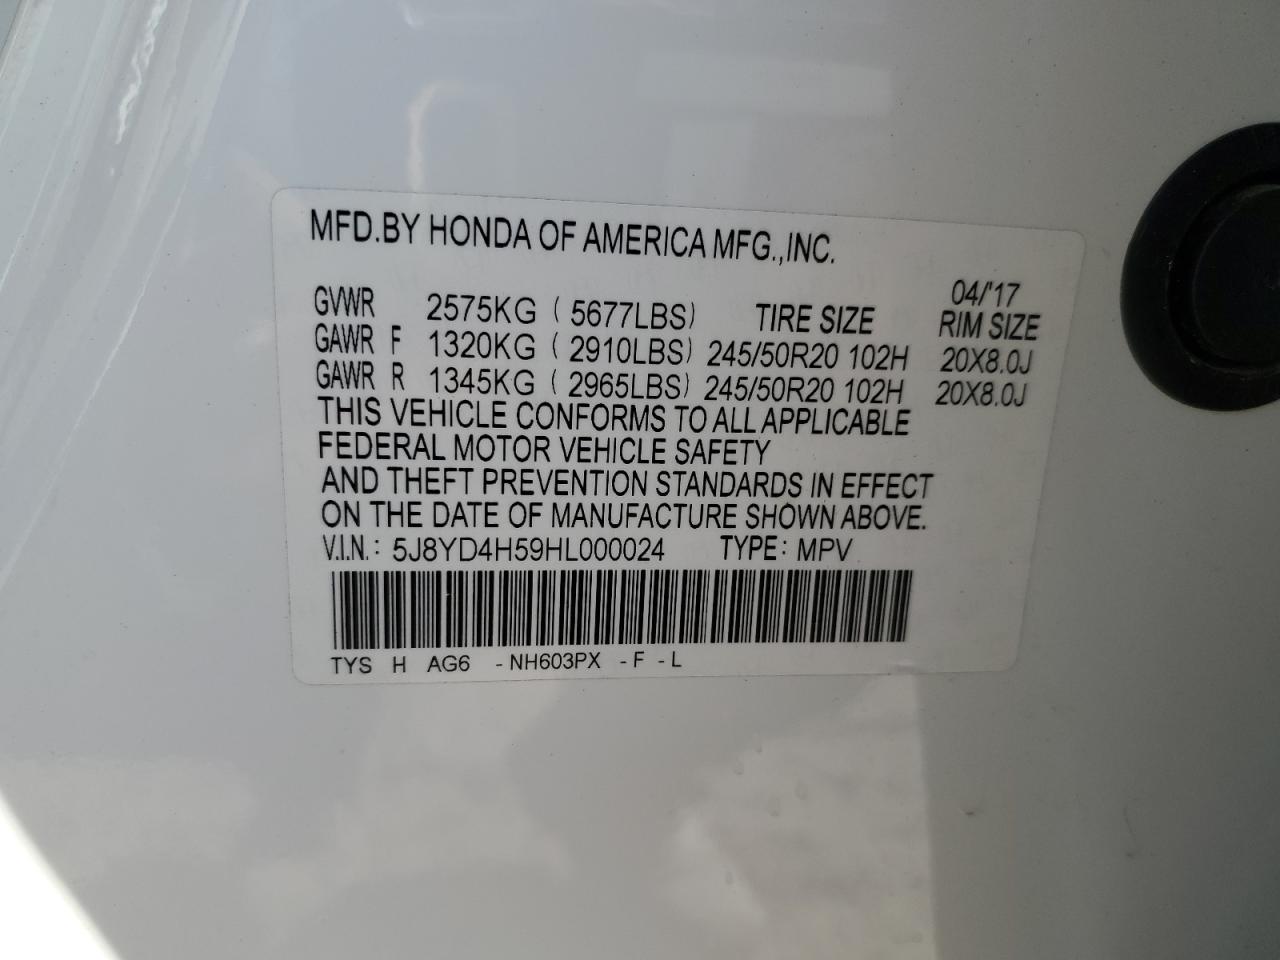 MFD.BY HONDA OF AMERICA MFG.,INC.
04/'17
GVWR 2575KG ( 5677LBS) TIRE SIZE RIM SIZE
GAWR F 1320KG ( 2910LBS) 245/50R20 102H 20X8.0J
GAWR R 1345KG ( 2965LBS) 245/50R20 102H 20X8.0J
THIS VEHICLE CONFORMS TO ALL APPLICABLE
FEDERAL MOTOR VEHICLE SAFETY
AND THEFT PREVENTION STANDARDS IN EFFECT
ON THE DATE OF MANUFACTURE SHOWN ABOVE.
V.I.N.: 5J8YD4H59HL000024 TYPE: MPV
TYS H AG6 -NH603PX -F -L